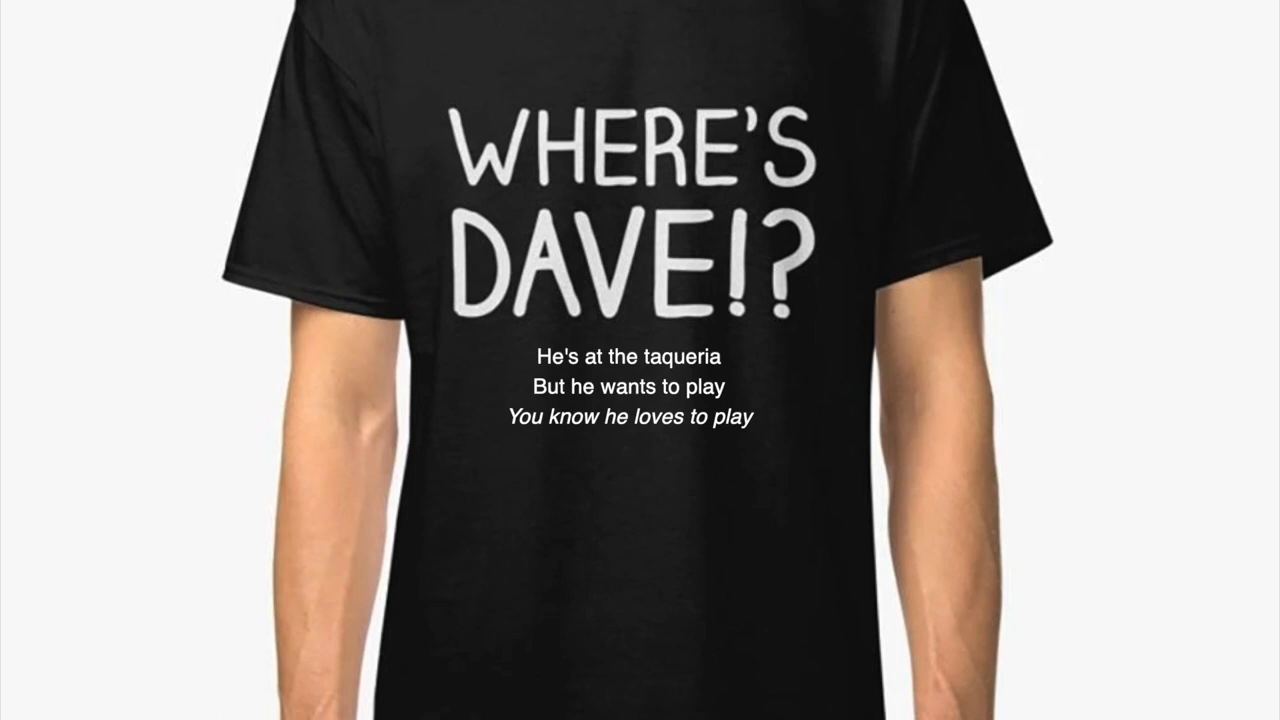 WHERE'S
DAVE!?
He's at the taqueria
But he wants to play
You know he loves to play